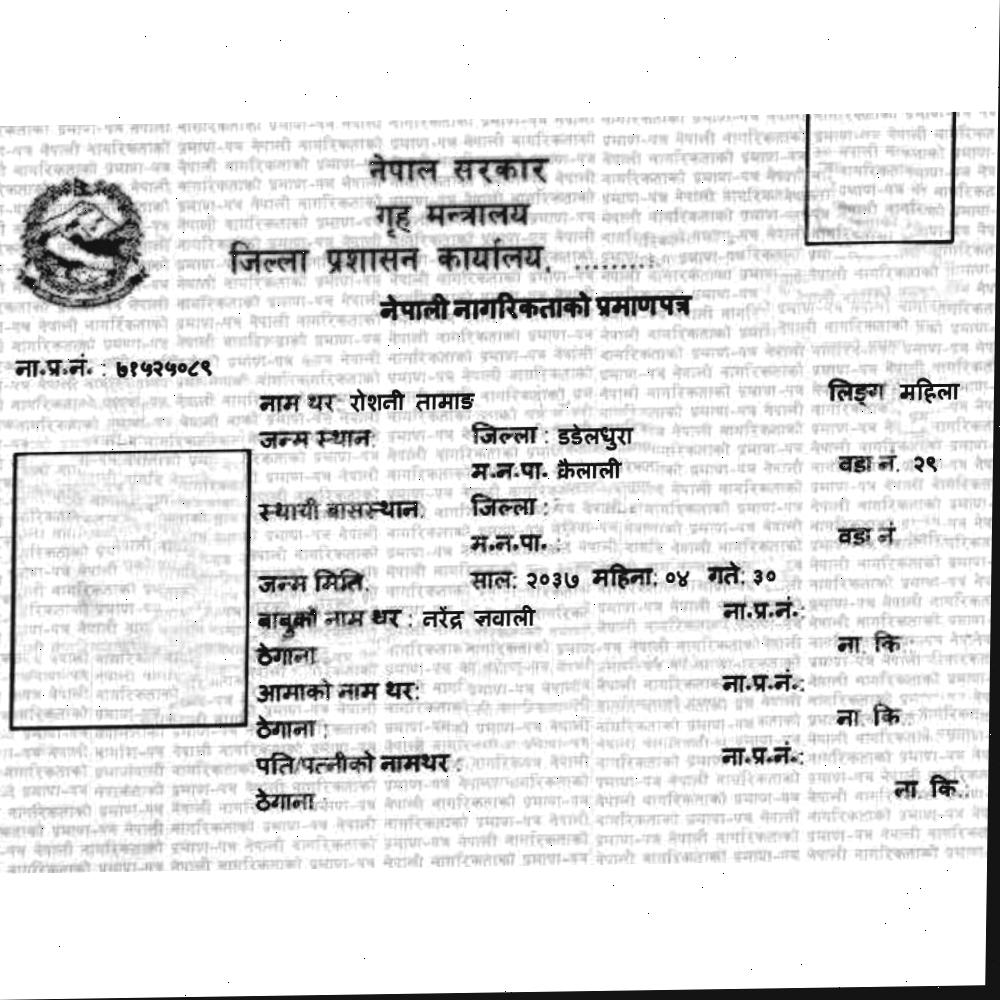 नेपाल सरकार
गृह मन्त्रालय
जिल्ला प्रशासन कार्यालय, ..........
नेपाली नागरिकताको प्रमाणपत्र
ना.प्र.नं. : ७१५२५०८९
नाम थर: रोशनी तामाङ लिङ्ग महिला
जन्म स्थान: जिल्ला : डडेलधुरा
म.न.पा. कैलाली वडा नं. २९
स्थायी बासस्थान: जिल्ला :
म.न.पा. : वडा नं.
जन्म मिति: साल: २०३७ महिना: ०४ गते: ३०
बाबुको नाम थर : नरेंद्र ज्ञवाली ना.प्र.नं.:
ठेगाना : ना. कि.:
आमाको नाम थर: ना.प्र.नं.:
ठेगाना : ना. कि.:
पति/पत्नीको नामथर : ना.प्र.नं.:
ठेगाना : ना. कि.: